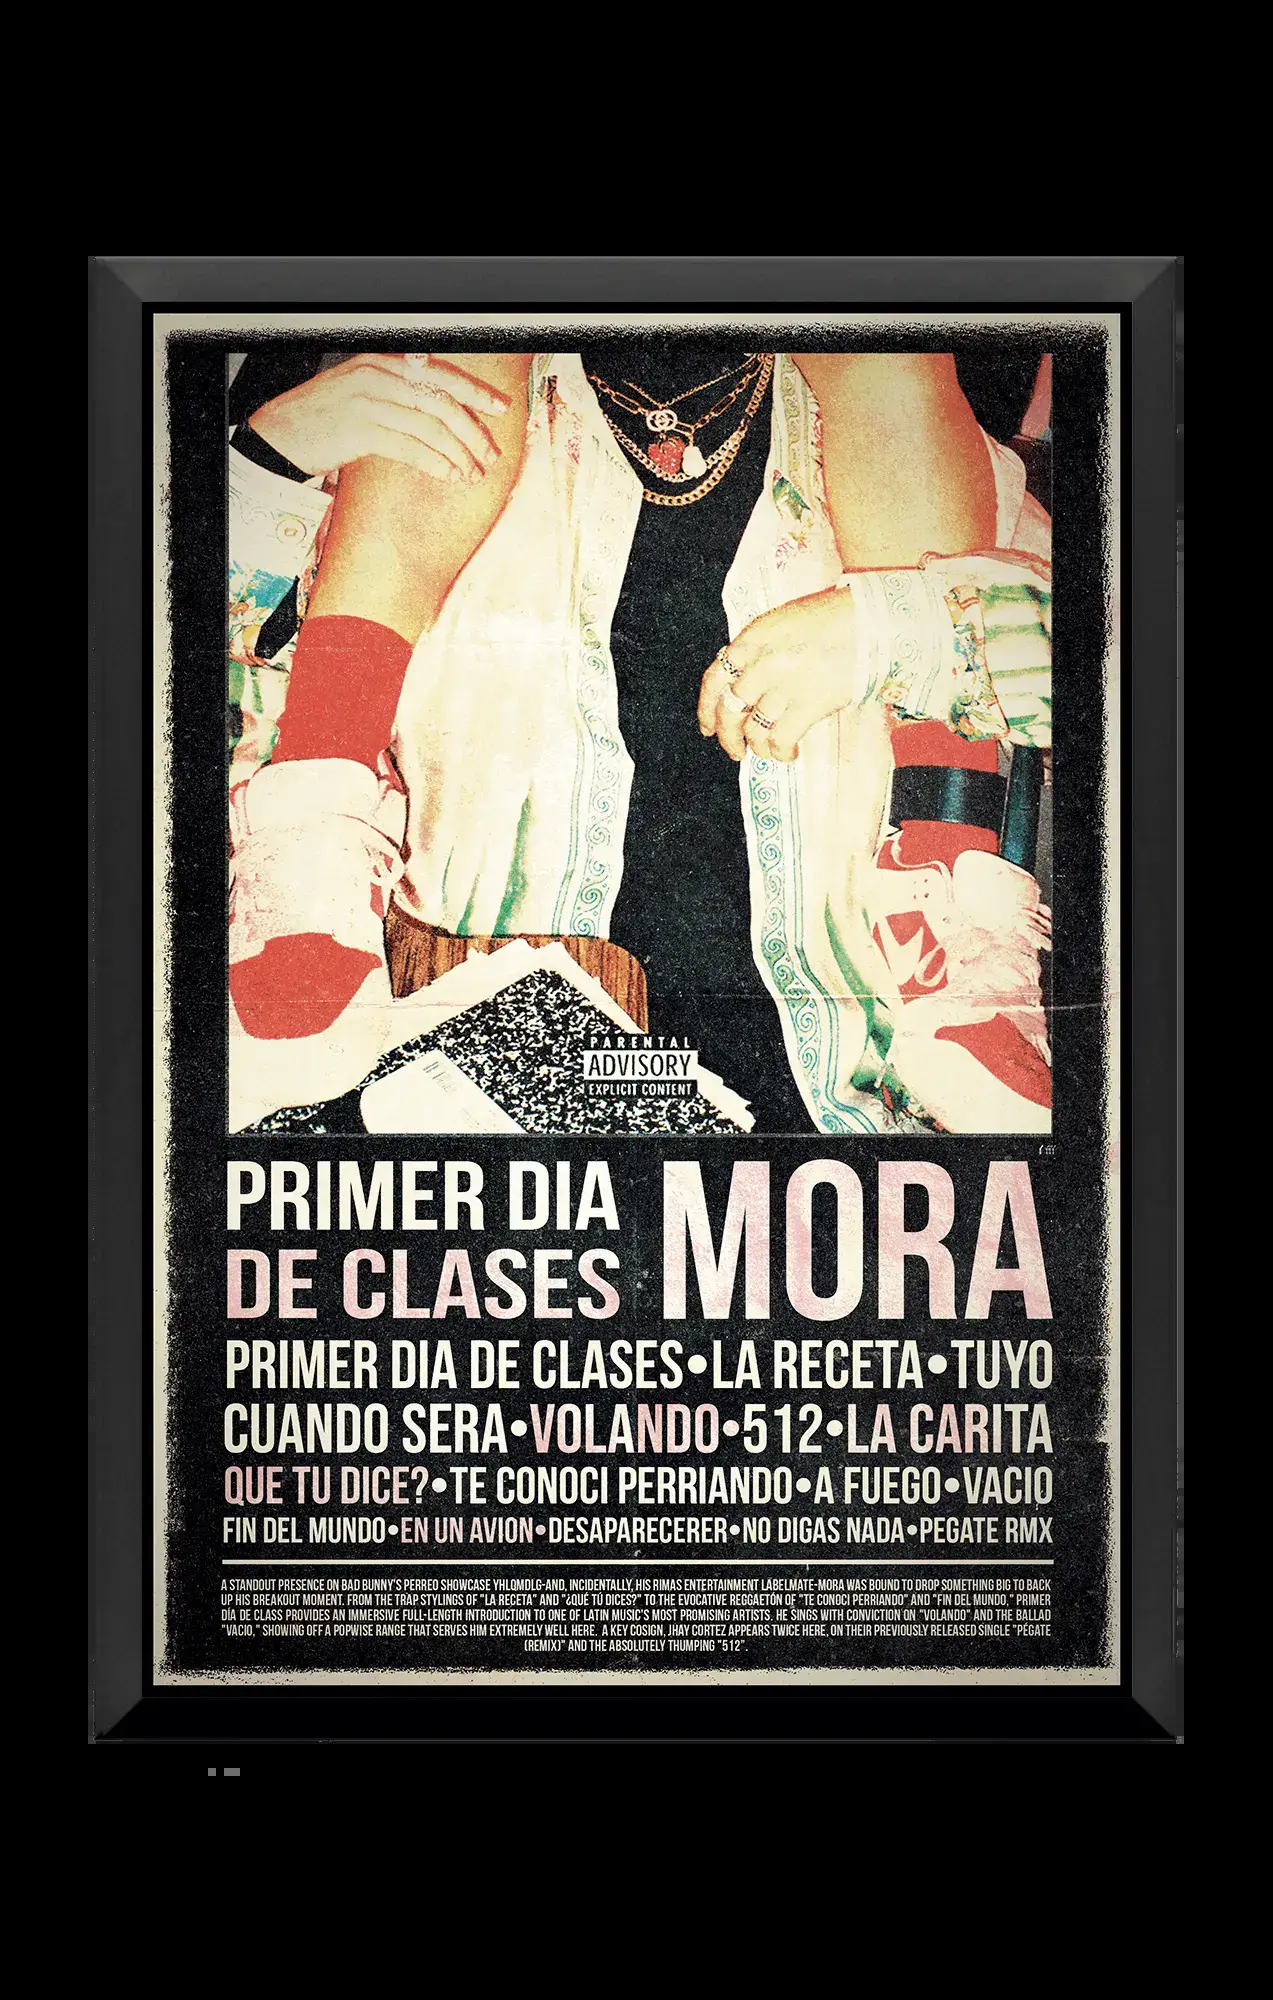 PARENTAL
ADVISORY
EXPLICIT CONTENT
PRIMER DIA
DE CLASES
MORA
PRIMER DIA DE CLASES•LA RECETA•TUYO
CUANDO SERA•VOLANDO•512•LA CARITA
QUE TU DICE?•TE CONOCI PERRIANDO•A FUEGO•VACIO
FIN DEL MUNDO•EN UN AVION•DESAPARECERER•NO DIGAS NADA•PEGATE RMX
A STANDOUT PRESENCE ON BAD BUNNY'S PERREO SHOWCASE YHLQMDLG-AND, INCIDENTALLY, HIS RIMAS ENTERTAINMENT LABELMATE-MORA WAS BOUND TO DROP SOMETHING BIG TO BACK
UP HIS BREAKOUT MOMENT. FROM THE TRAP STYLINGS OF "LA RECETA" AND "¿QUÉ TÚ DICES?" TO THE EVOCATIVE REGGAETÓN OF "TE CONOCI PERRIANDO" AND "FIN DEL MUNDO," PRIMER
DÍA DE CLASS PROVIDES AN IMMERSIVE FULL-LENGTH INTRODUCTION TO ONE OF LATIN MUSIC'S MOST PROMISING ARTISTS. HE SINGS WITH CONVICTION ON "VOLANDO" AND THE BALLAD
"VACIO," SHOWING OFF A POPWISE RANGE THAT SERVES HIM EXTREMELY WELL HERE. A KEY COSIGN, JHAY CORTEZ APPEARS TWICE HERE, ON THEIR PREVIOUSLY RELEASED SINGLE "PÉGATE
(REMIX)" AND THE ABSOLUTELY THUMPING "512".